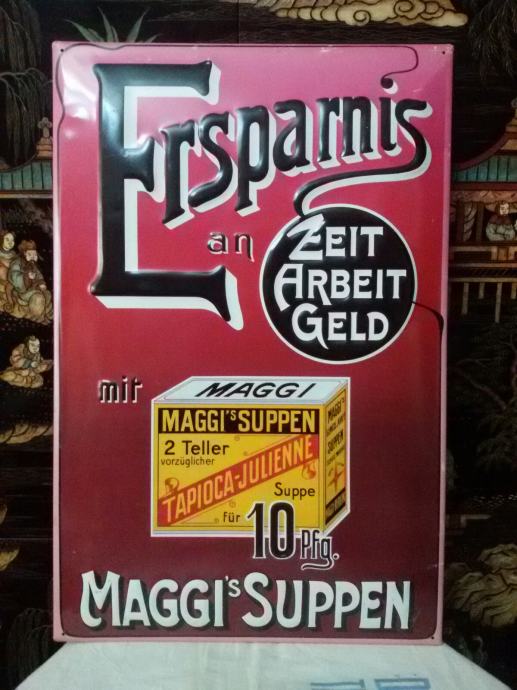 Ersparnis
an
ZEIT
ARBEIT
GELD
mit
MAGGI
MAGGI'S SUPPEN
2 Teller
vorzüglicher
TAPIOCA-JULIENNE
Suppe
für 10 Pfg.
MAGGI'S SUPPEN